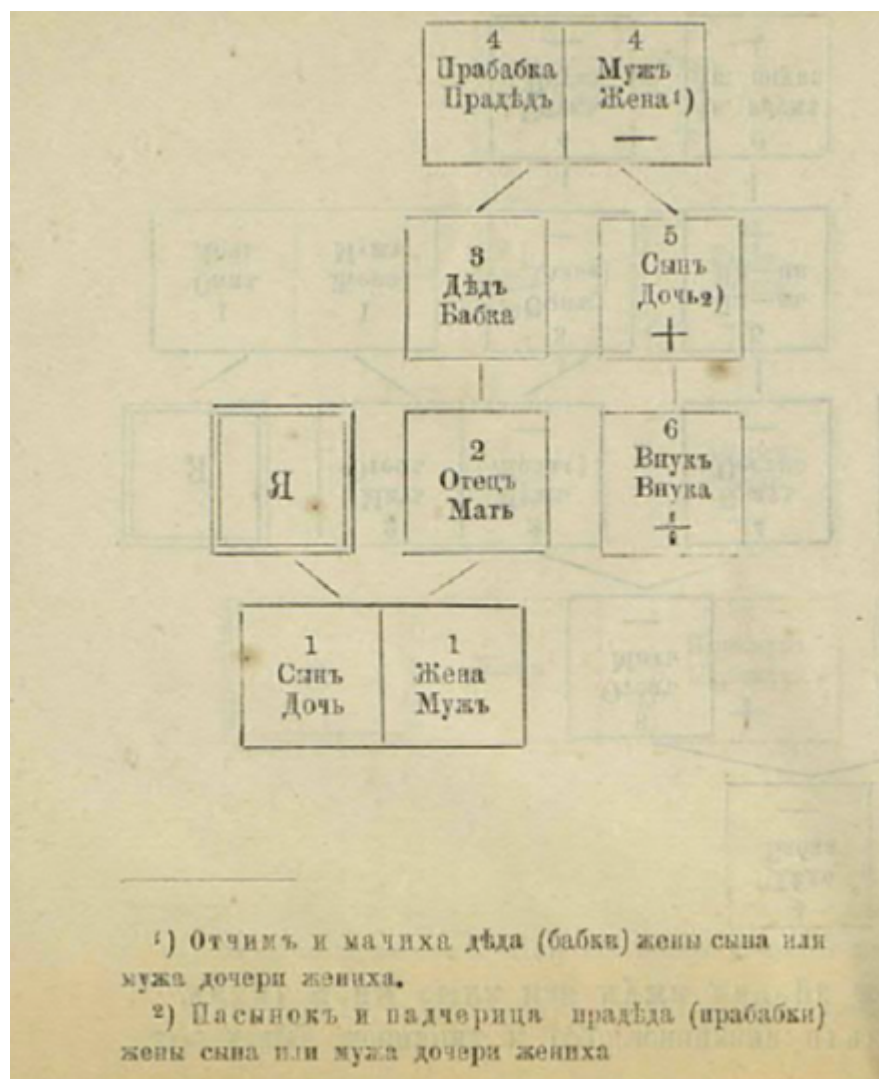 4 4
Прабабка Мужъ
Прадѣдъ Жена¹)
—
3 5
Дѣдъ Сынъ
Бабка Дочь²)
+
Я
2 6
Отецъ Внукъ
Мать Внука
1 1
Сынъ Жена
Дочь Мужъ
¹) Отчимъ и мачиха дѣда (бабки) жены сына или
мужа дочери жениха.
²) Пасынокъ и падчерица прадѣда (прабабки)
жены сына или мужа дочери жениха